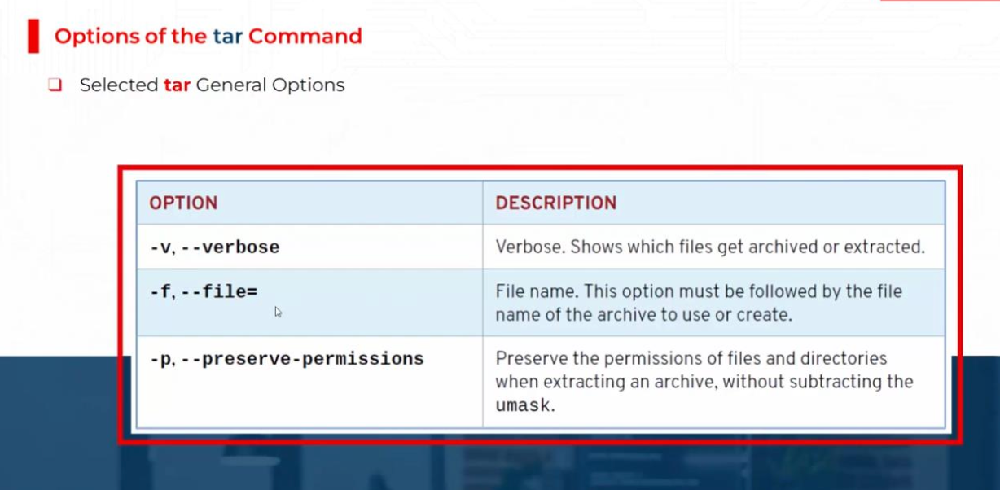 Options of the tar Command
❑ Selected tar General Options
OPTION
DESCRIPTION
-v, --verbose
Verbose. Shows which files get archived or extracted.
-f, --file=
File name. This option must be followed by the file
name of the archive to use or create.
-p, --preserve-permissions
Preserve the permissions of files and directories
when extracting an archive, without subtracting the
umask.